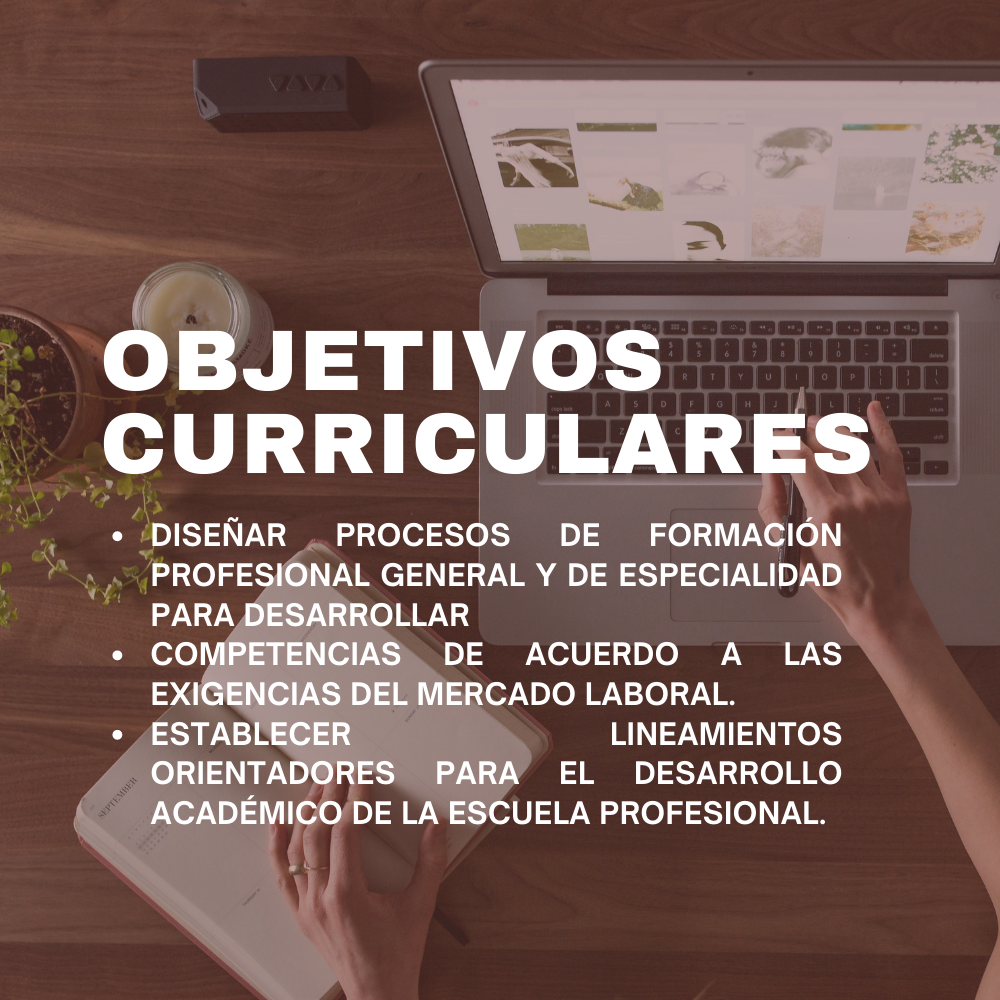 OBJETIVOS
CURRICULARES
• DISEÑAR PROCESOS DE FORMACIÓN
PROFESIONAL GENERAL Y DE ESPECIALIDAD
PARA DESARROLLAR
• COMPETENCIAS DE ACUERDO A LAS
EXIGENCIAS DEL MERCADO LABORAL.
• ESTABLECER LINEAMIENTOS
ORIENTADORES PARA EL DESARROLLO
ACADÉMICO DE LA ESCUELA PROFESIONAL.
SEPTEMBER